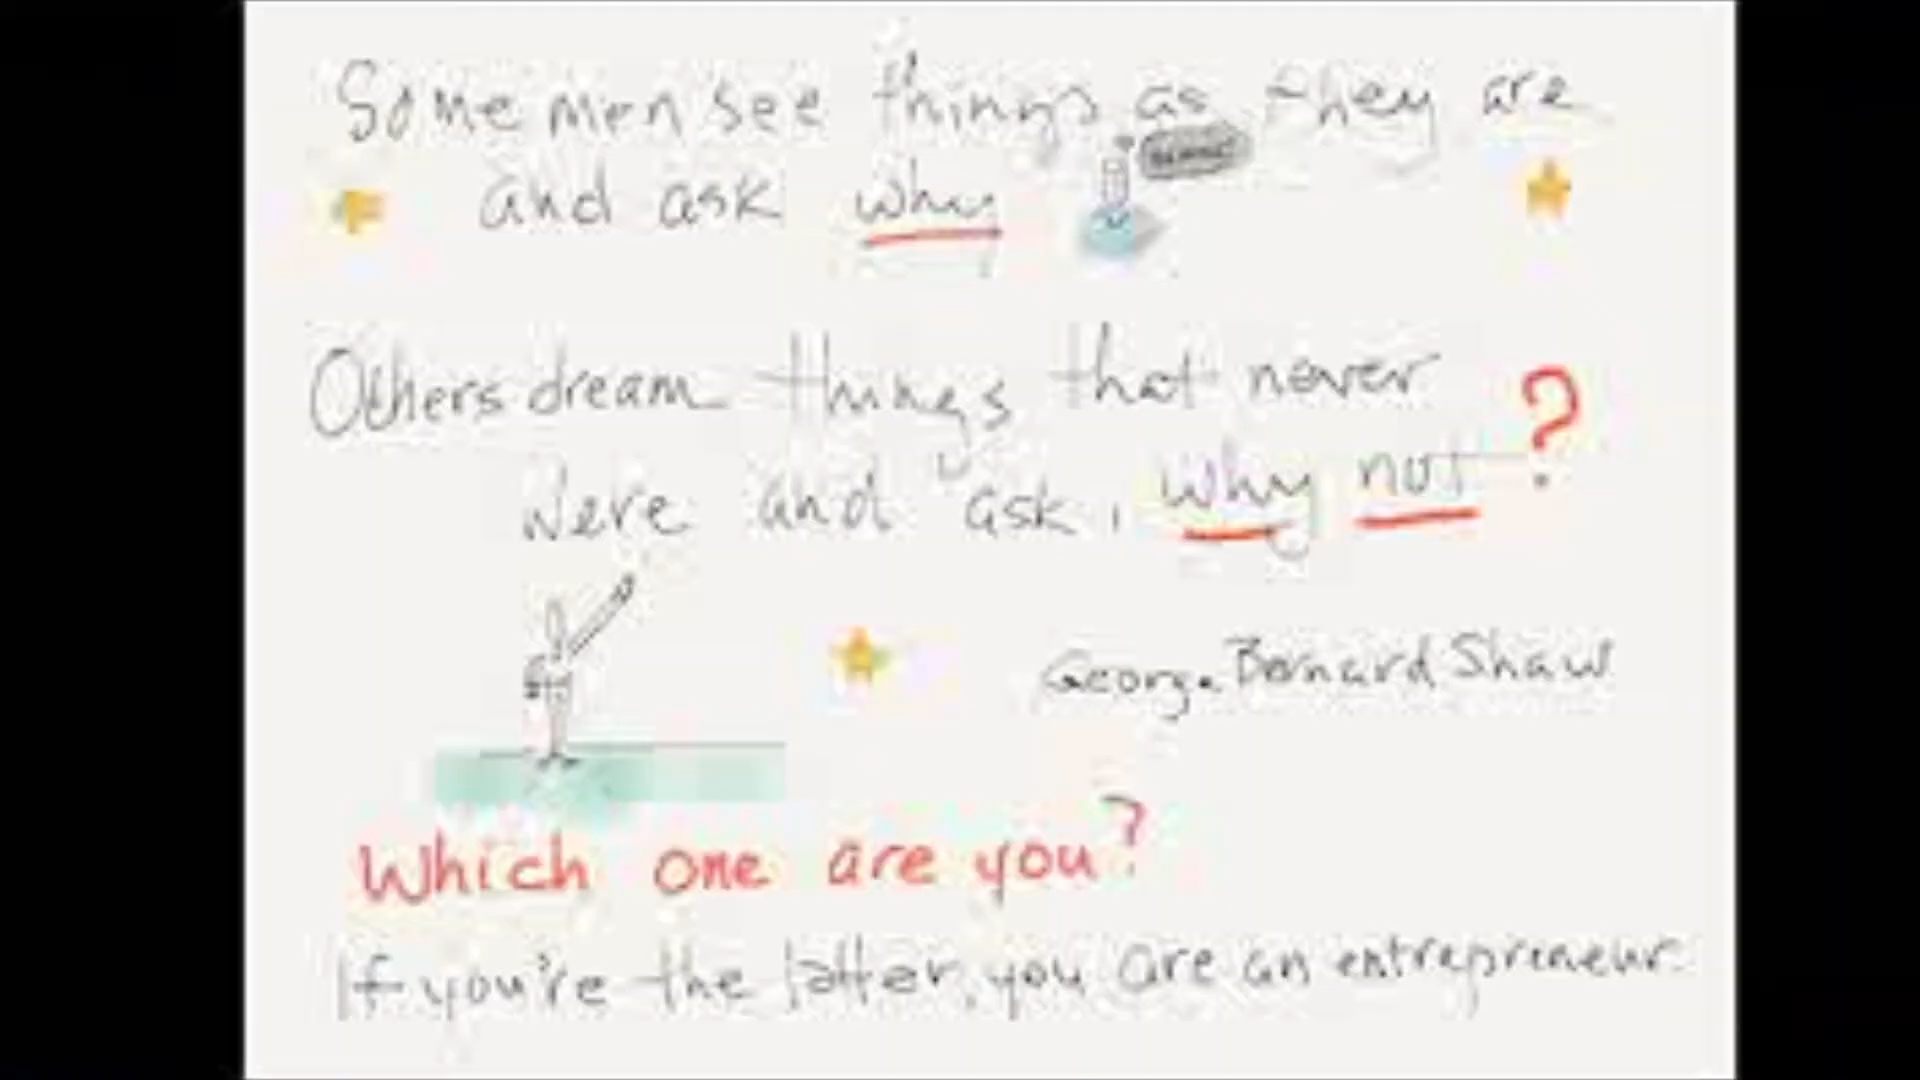 Some men see things as they are
and ask why
Others dream things that never
were and ask, why not?
George Bernard Shaw
Which one are you?
If you're the latter, you are an entrepreneur.